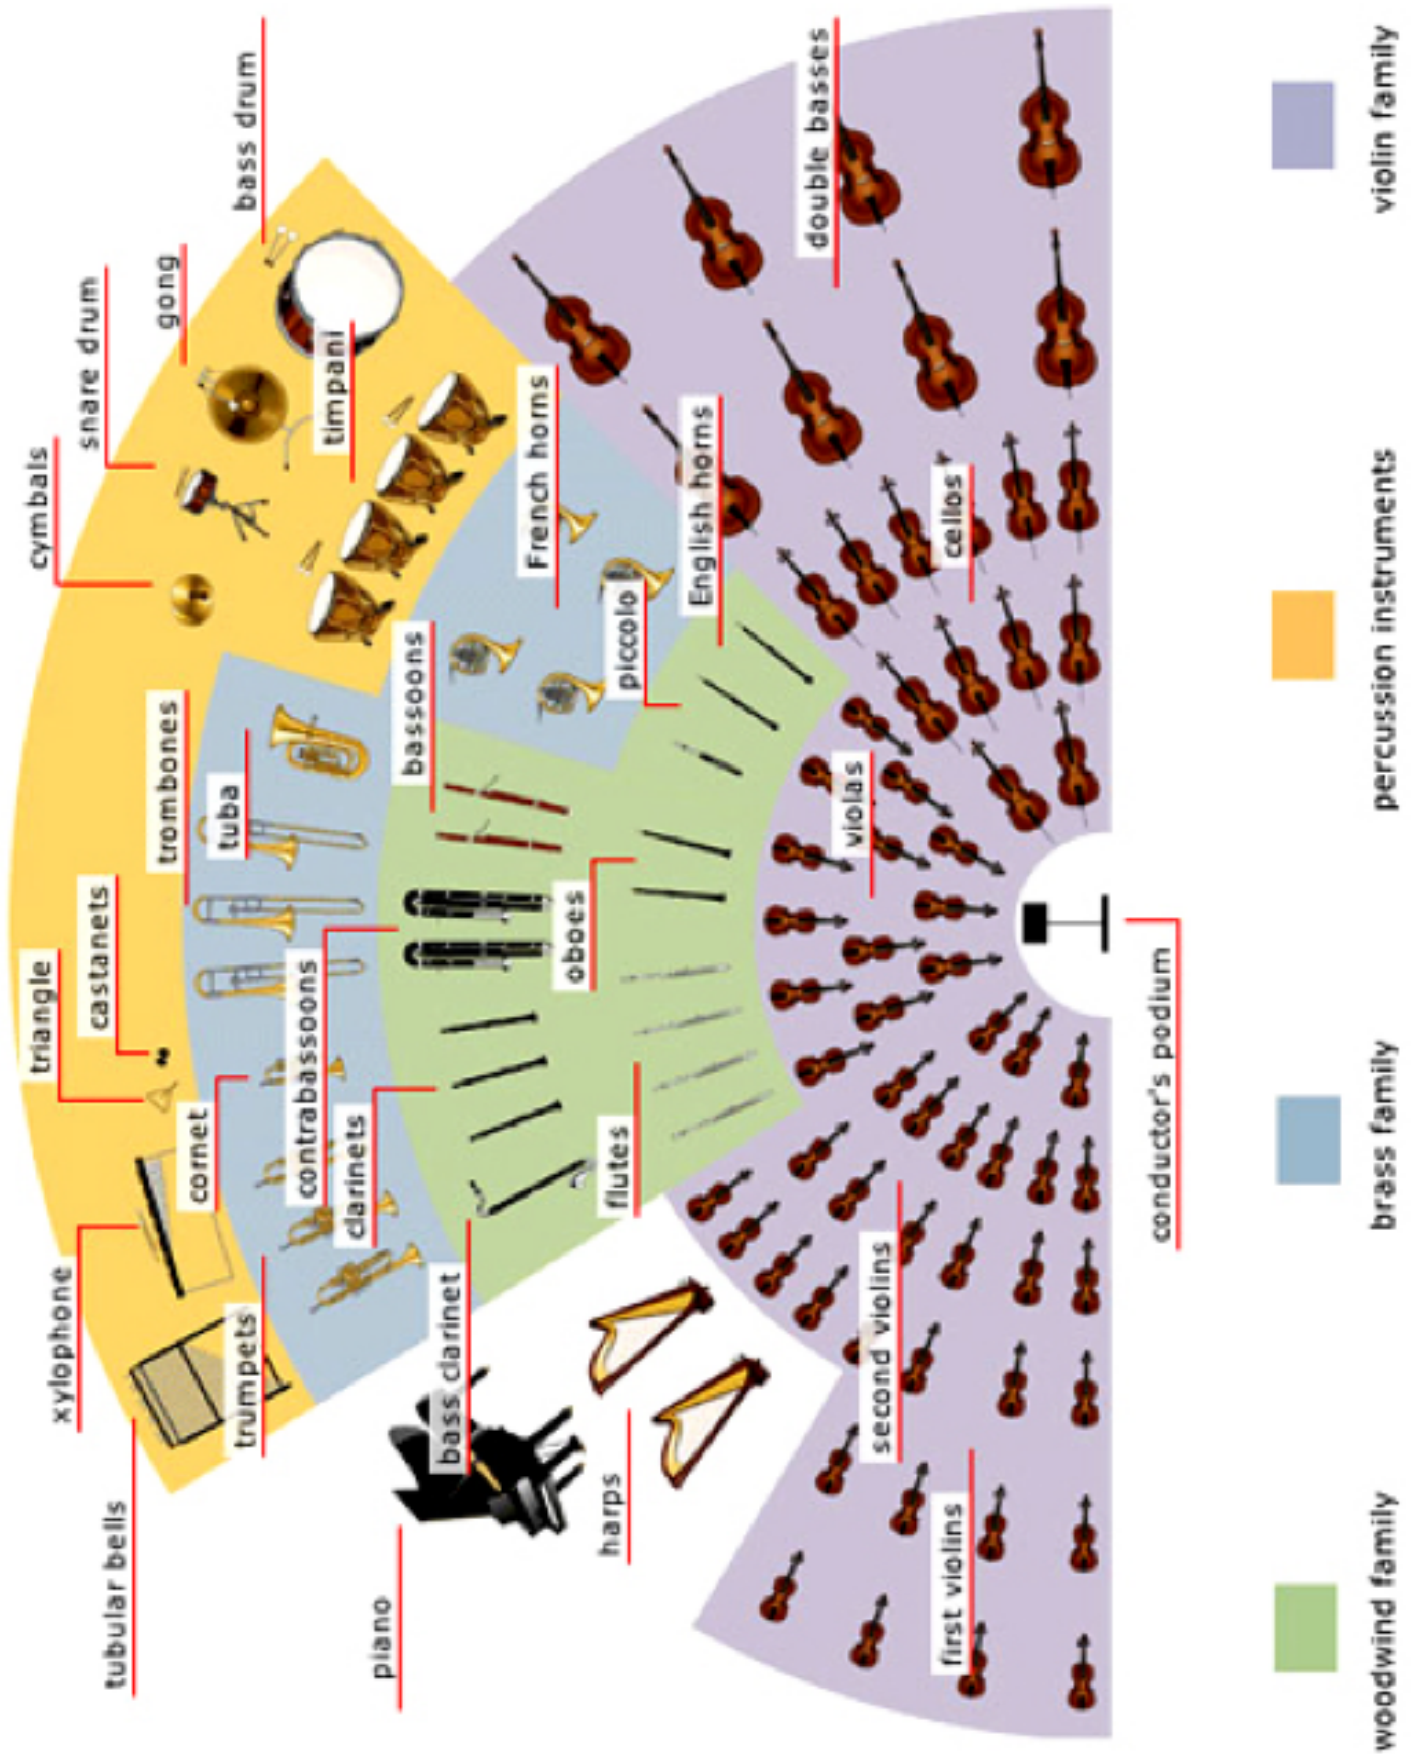 cymbals
snare drum
gong
bass drum
triangle
castanets
trombones
timpani
xylophone
tubular bells
cornet
tuba
trumpets
contrabassoons
clarinets
bassoons
French horns
piano
bass clarinet
oboes
piccolo
English horns
harps
flutes
double basses
violas
cellos
second violins
first violins
conductor's podium
woodwind family
brass family
percussion instruments
violin family